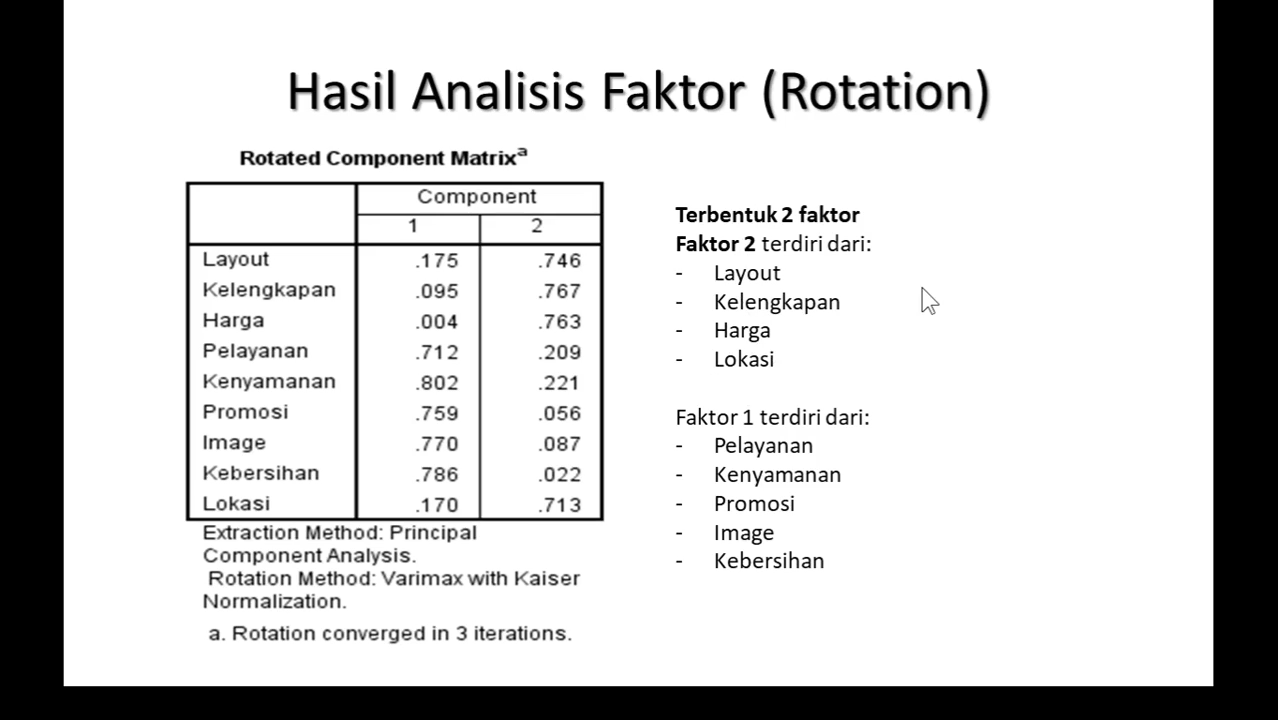 Hasil Analisis Faktor (Rotation)
Rotated Component Matrixᵃ
Component
1 2
Layout .175 .746
Kelengkapan .095 .767
Harga .004 .763
Pelayanan .712 .209
Kenyamanan .802 .221
Promosi .759 .056
Image .770 .087
Kebersihan .786 .022
Lokasi .170 .713
Extraction Method: Principal
Component Analysis.
Rotation Method: Varimax with Kaiser
Normalization.
a. Rotation converged in 3 iterations.
Terbentuk 2 faktor
Faktor 2 terdiri dari:
- Layout
- Kelengkapan
- Harga
- Lokasi
Faktor 1 terdiri dari:
- Pelayanan
- Kenyamanan
- Promosi
- Image
- Kebersihan